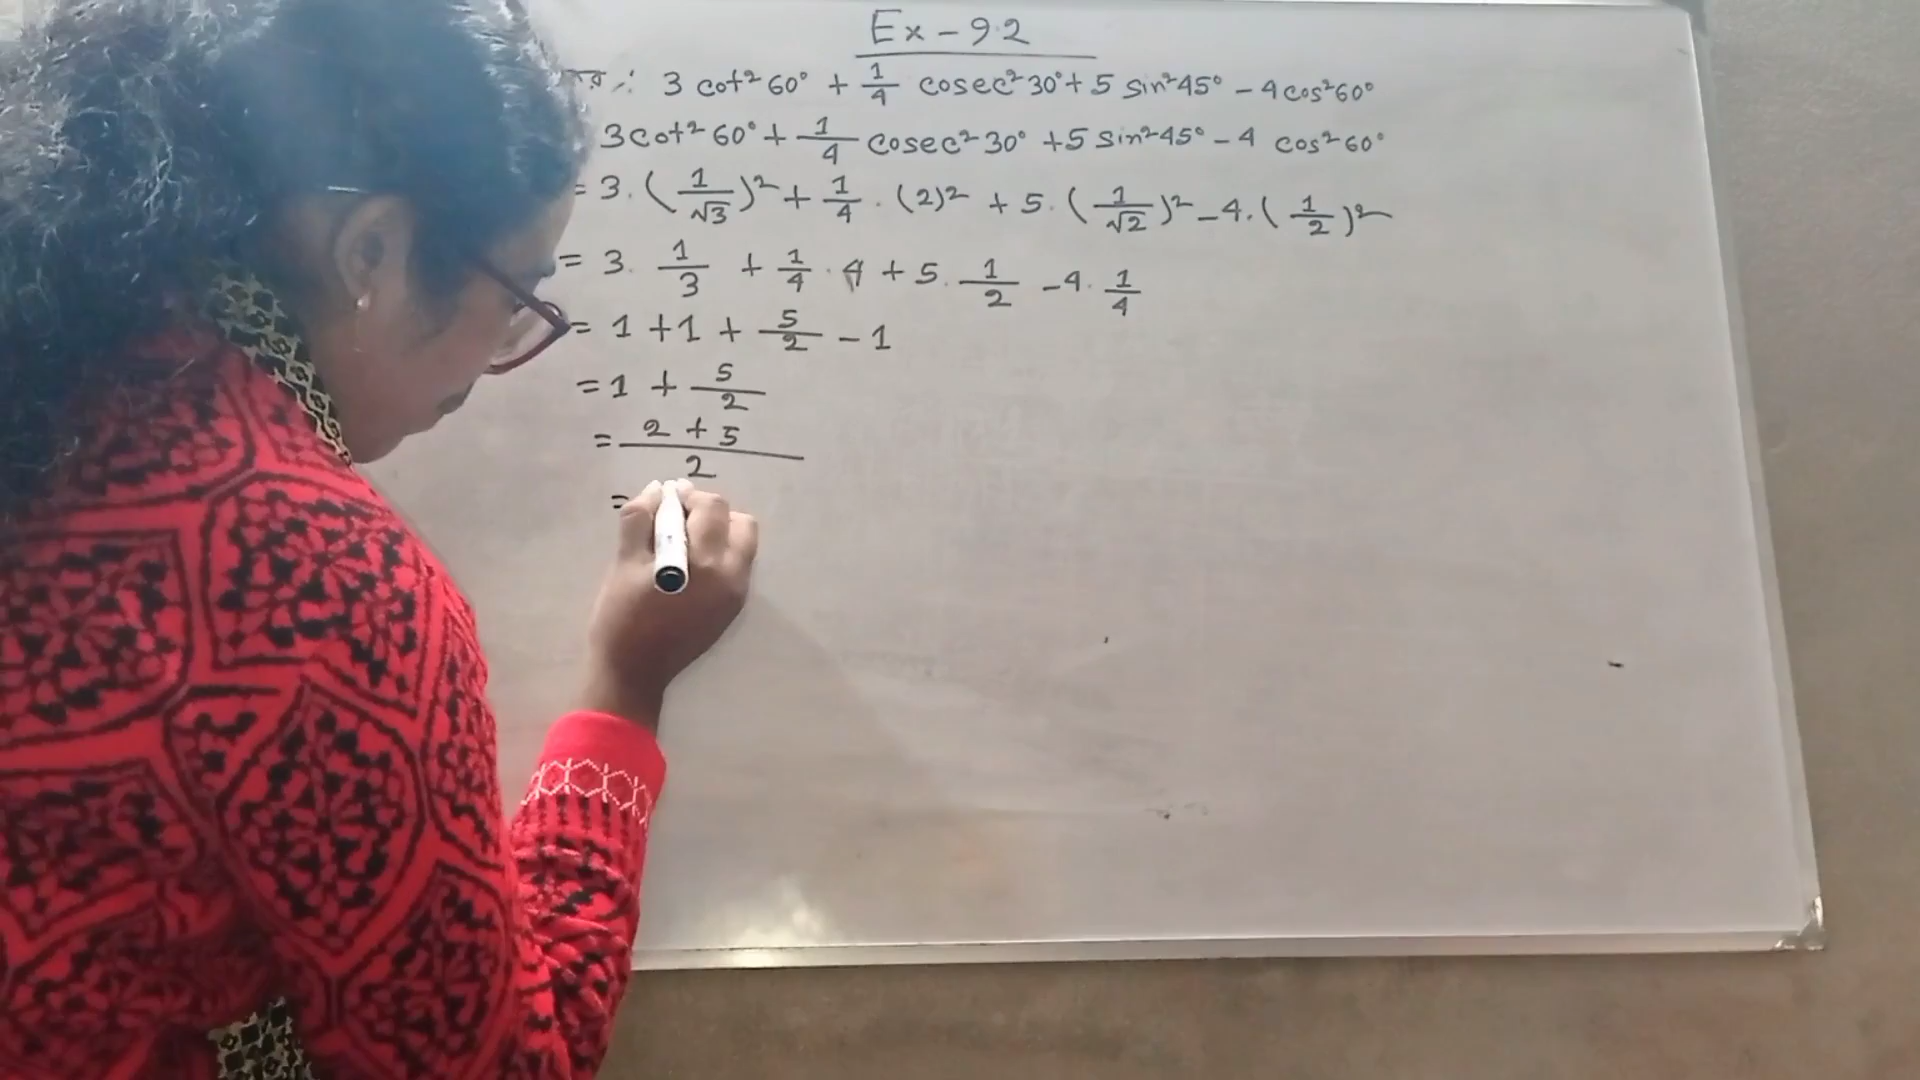 Ex - 9.2
3 cot² 60° + 1/4 cosec² 30° + 5 sin² 45° - 4 cos² 60°
3 cot² 60° + 1/4 cosec² 30° + 5 sin² 45° - 4 cos² 60°
= 3. (1/√3)² + 1/4 . (2)² + 5. (1/√2)² - 4. (1/2)²
= 3. 1/3 + 1/4 . 4 + 5. 1/2 - 4. 1/4
= 1 + 1 + 5/2 - 1
= 1 + 5/2
= 2 + 5 / 2
=